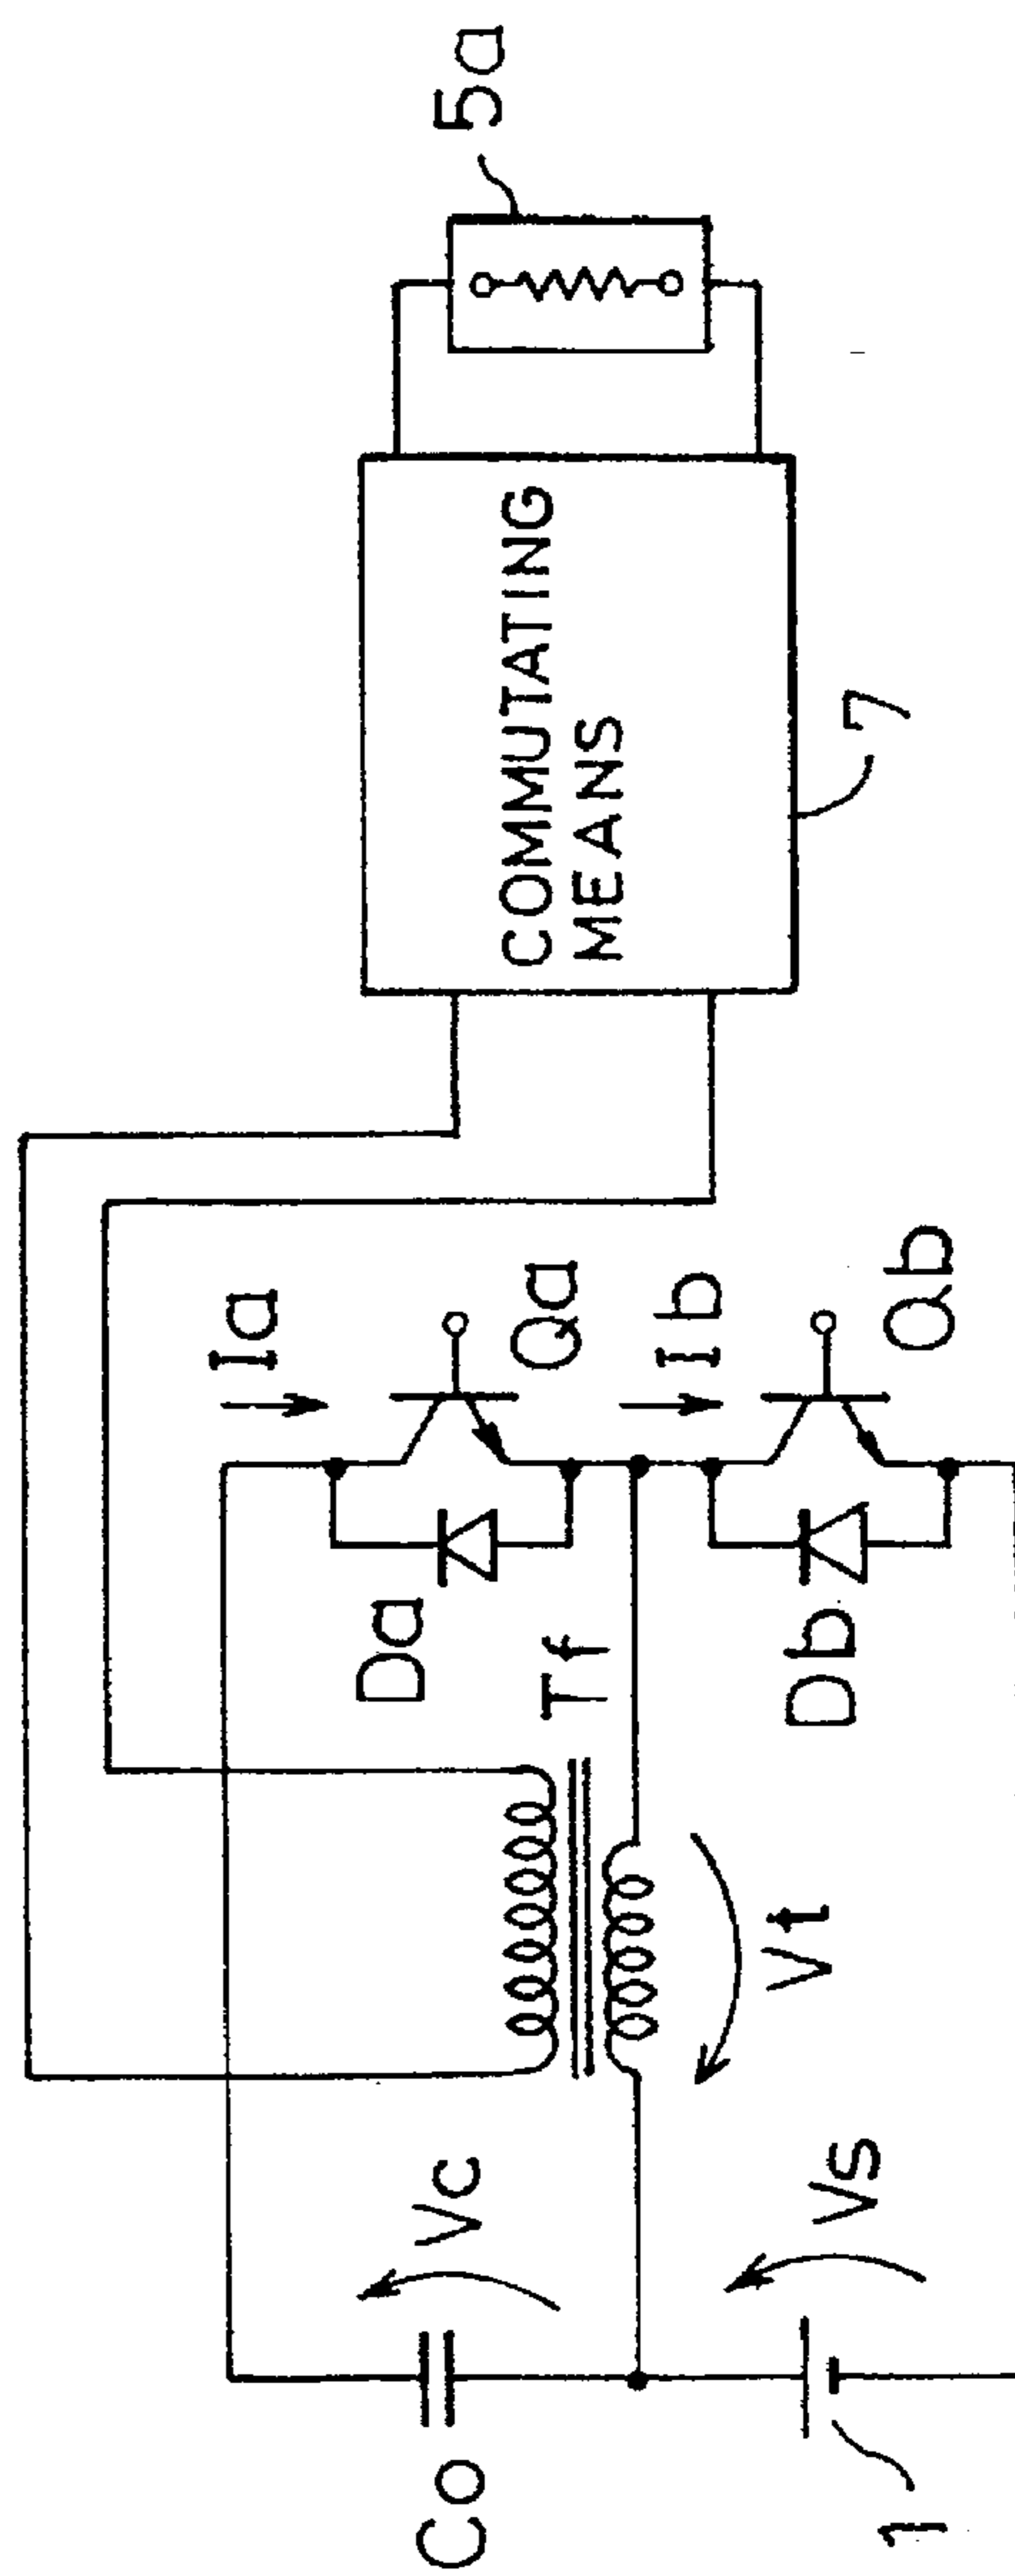 Co
Vc
Vs
1
Vt
Tf
Da
Db
Ia
Qa
Ib
Qb
COMMUTATING
MEANS
7
5a